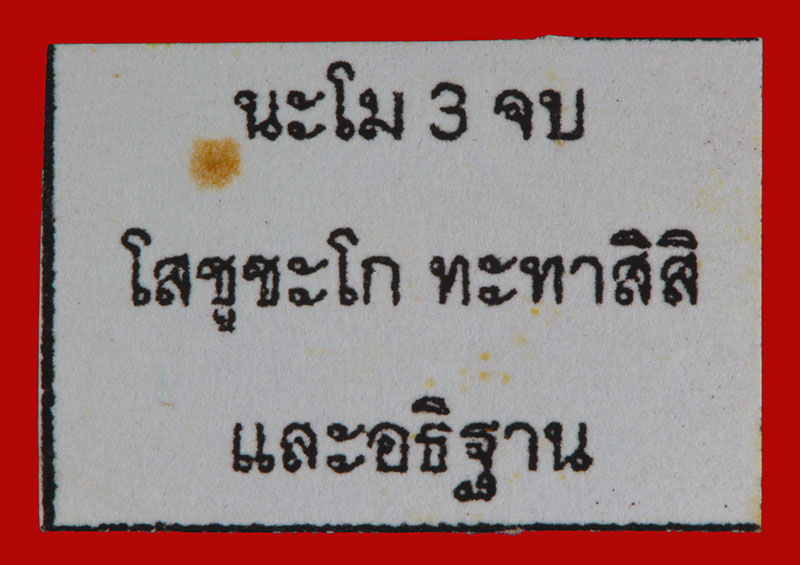 นะโม 3 จบ
โสชูชะโก ทะทาสิสิ
และอธิฐาน